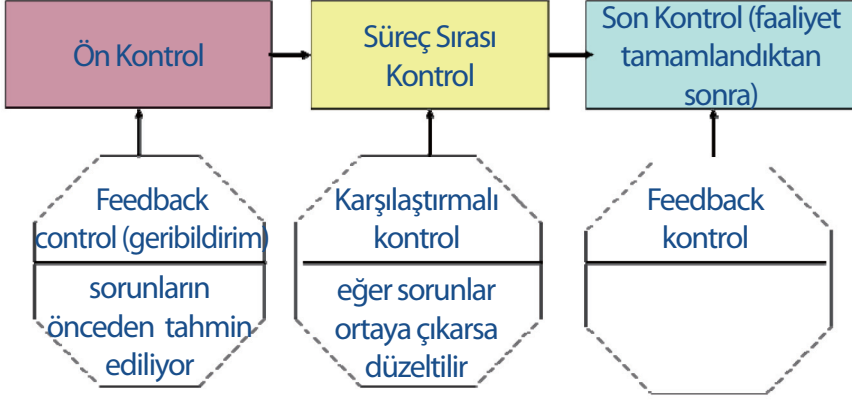 Ön Kontrol
Süreç Sırası
Kontrol
Son Kontrol (faaliyet
tamamlandıktan
sonra)
Feedback
control (geribildirim)
sorunların
önceden tahmin
ediliyor
Karşılaştırmalı
kontrol
eğer sorunlar
ortaya çıkarsa
düzeltilir
Feedback
kontrol